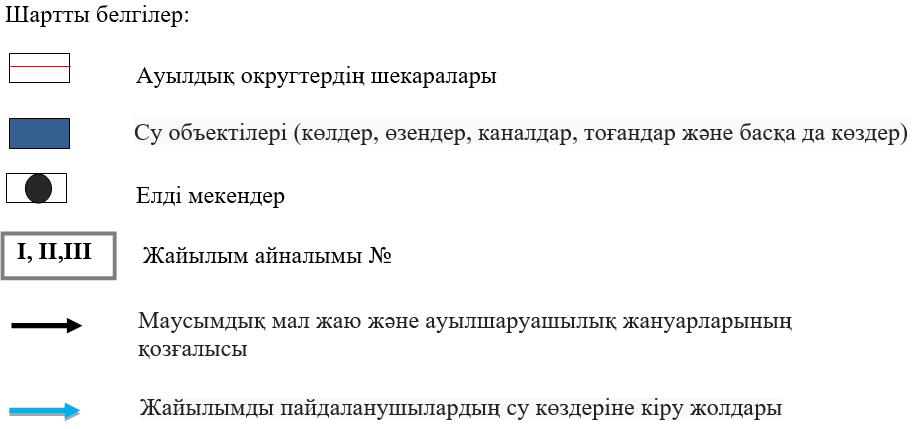 Шартты белгілер:
Ауылдық округтердің шекаралары
Су объектілері (көлдер, өзендер, каналдар, тоғандар және басқа да көздер)
Елді мекендер
I, II,III Жайылым айналымы №
Маусымдық мал жаю және ауылшаруашылық жануарларының
қозғалысы
Жайылымды пайдаланушылардың су көздеріне кіру жолдары